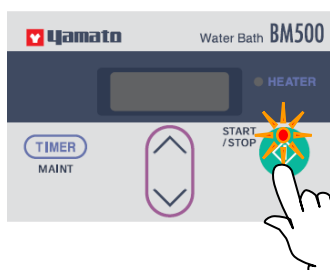 Yamato Water Bath BM500
HEATER
START
/STOP
TIMER
MAINT